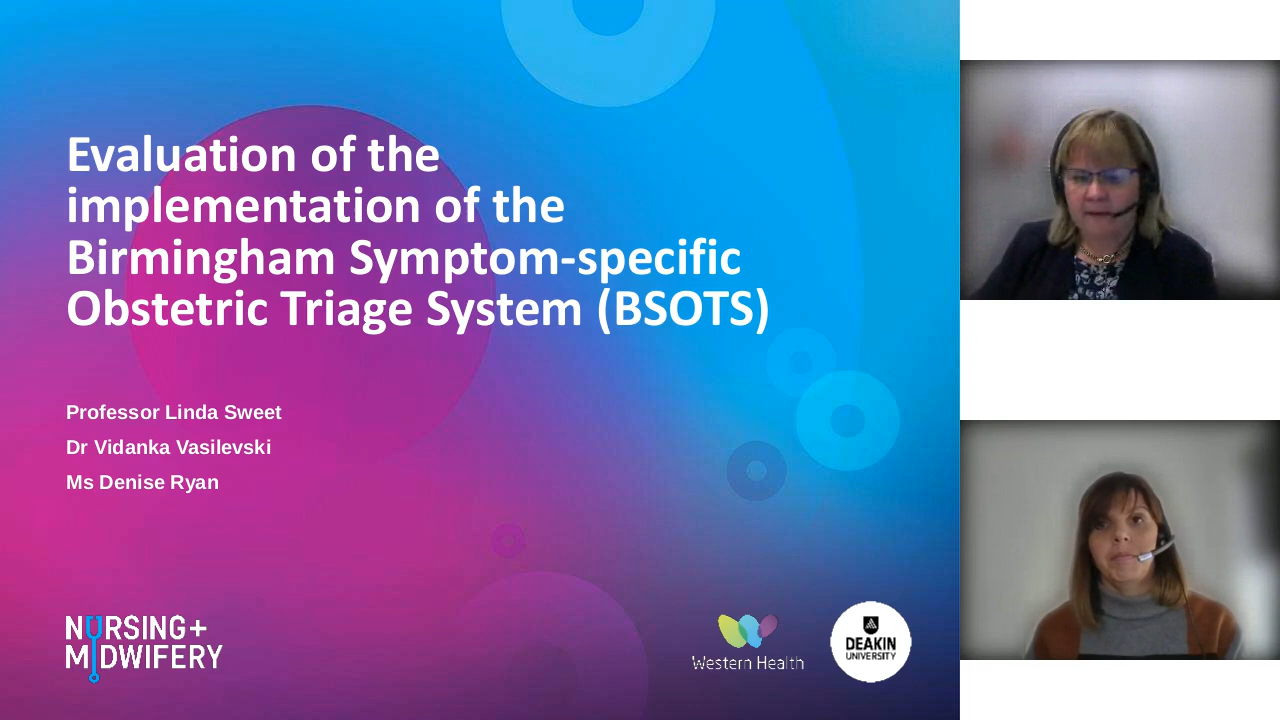 Evaluation of the
implementation of the
Birmingham Symptom-specific
Obstetric Triage System (BSOTS)
Professor Linda Sweet
Dr Vidanka Vasilevski
Ms Denise Ryan
NURSING+
MIDWIFERY
Western Health
DEAKIN
UNIVERSITY